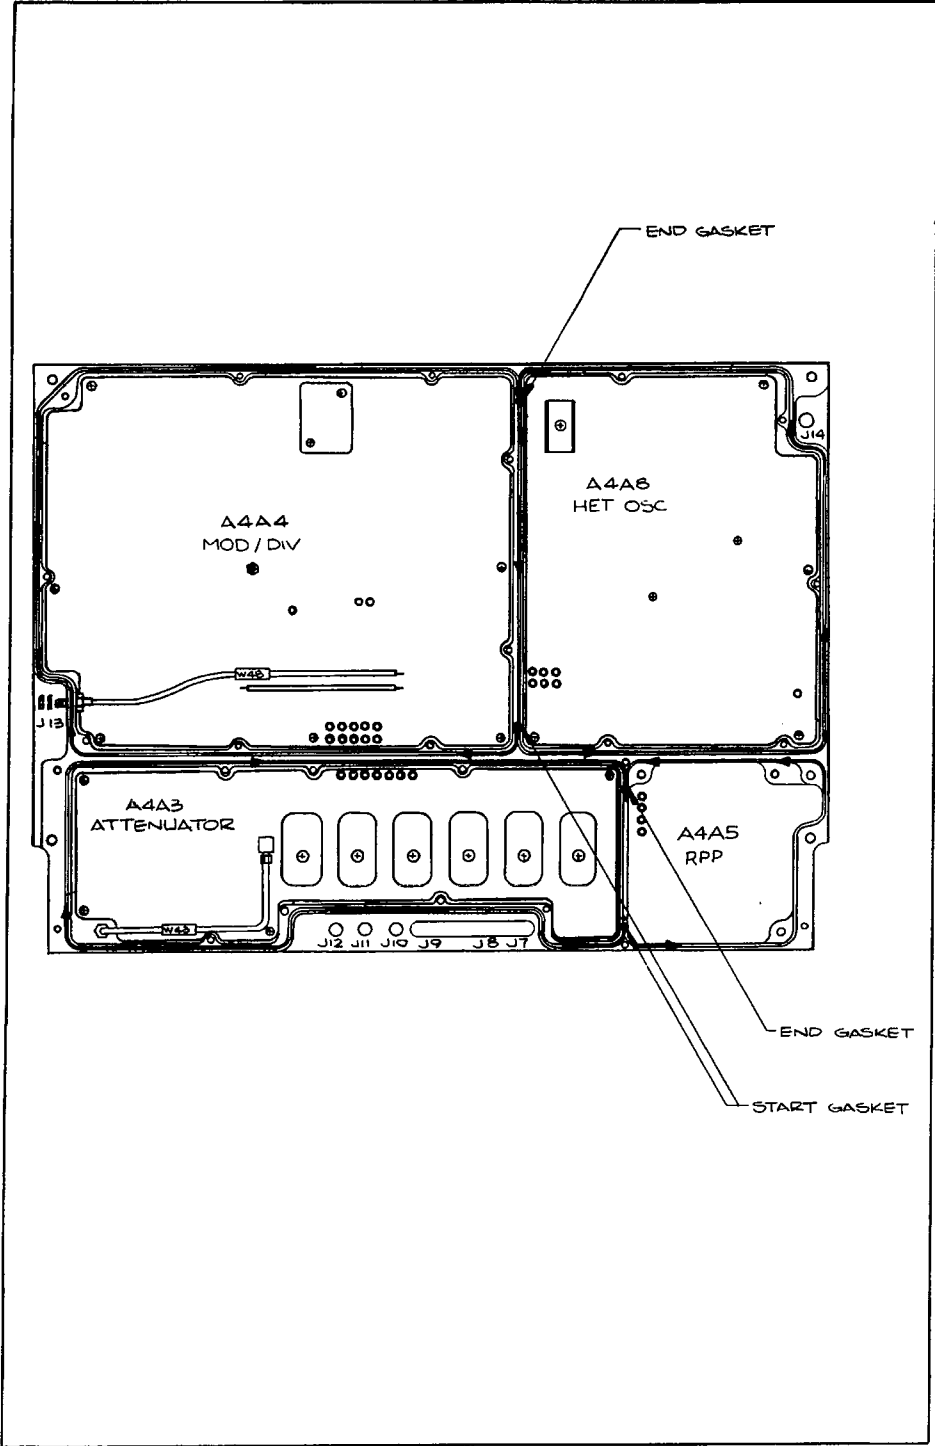 END GASKET
J14
A4A8
HET OSC
A4A4
MOD / DIV
W48
J13
A4A3
ATTENUATOR
A4A5
RPP
W43
J12 J11 J10 J9 J8 J7
END GASKET
START GASKET